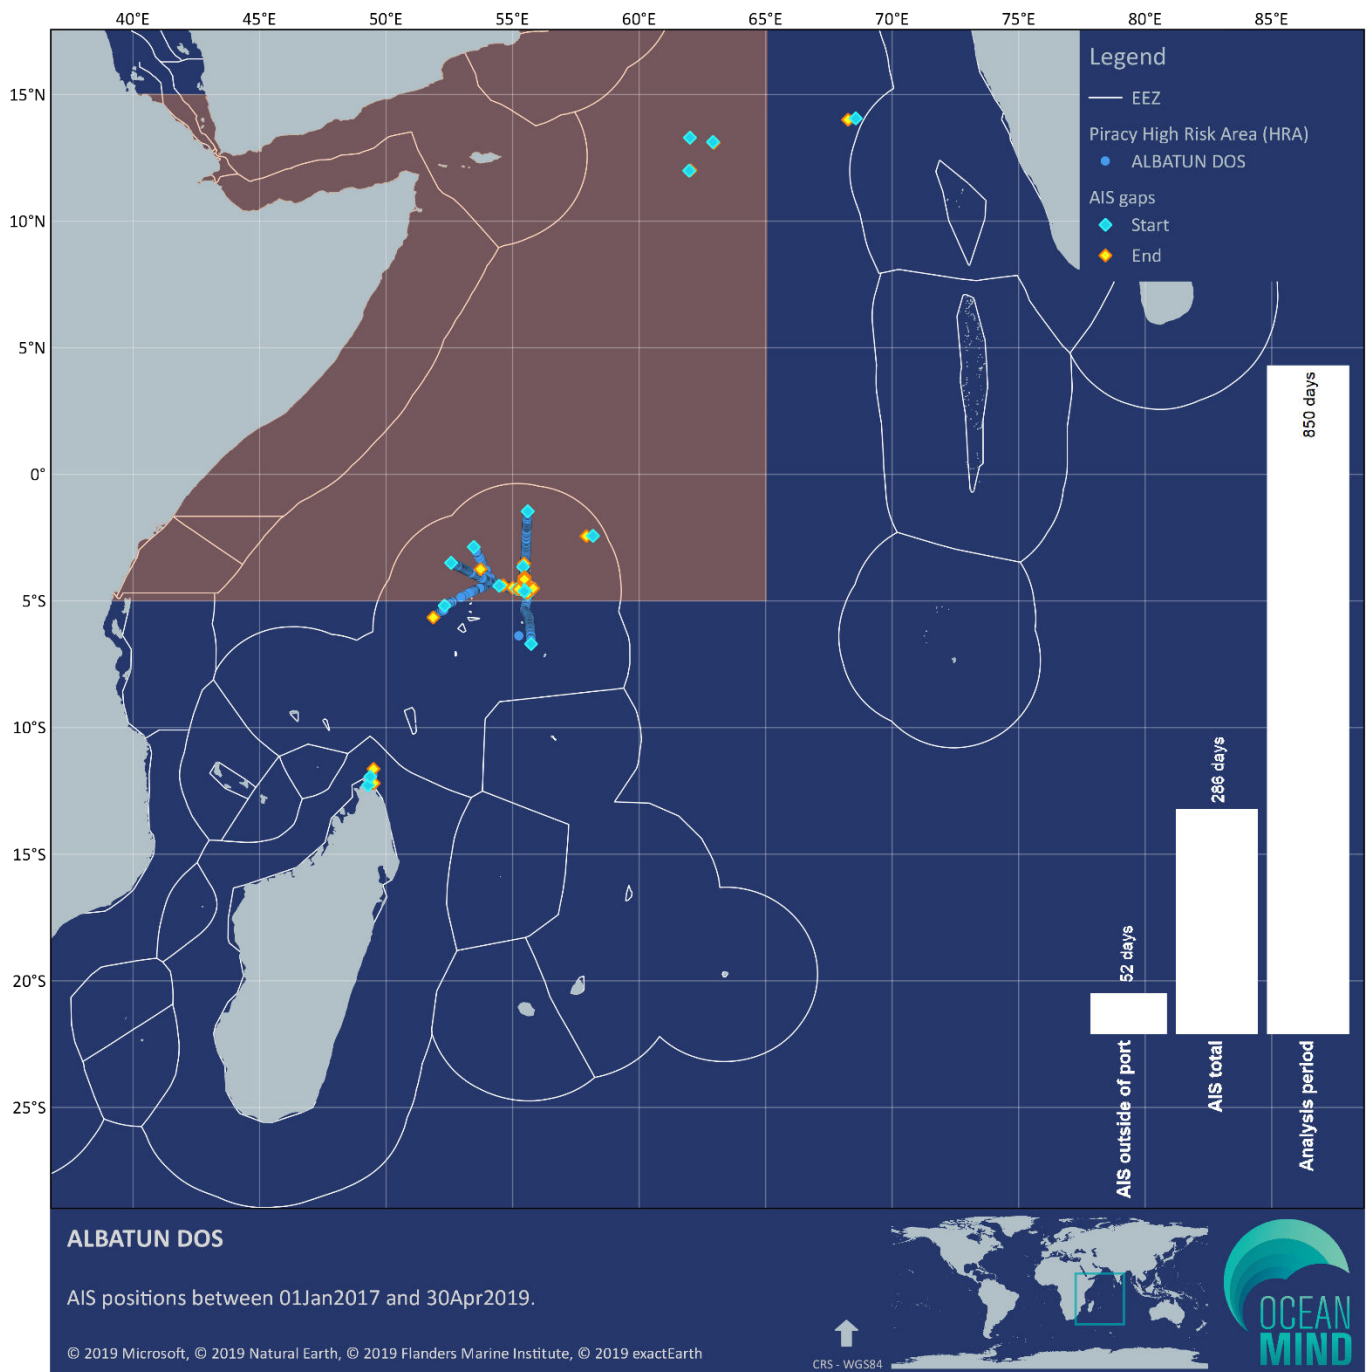 40°E 45°E 50°E 55°E 60°E 65°E 70°E 75°E 80°E 85°E
15°N
10°N
5°N
0°
5°S
10°S
15°S
20°S
25°S
Legend
EEZ
Piracy High Risk Area (HRA)
ALBATUN DOS
AIS gaps
Start
End
52 days
286 days
850 days
AIS outside of port
AIS total
Analysis period
ALBATUN DOS
AIS positions between 01Jan2017 and 30Apr2019.
© 2019 Microsoft, © 2019 Natural Earth, © 2019 Flanders Marine Institute, © 2019 exactEarth
CRS - WGS84
OCEAN
MIND